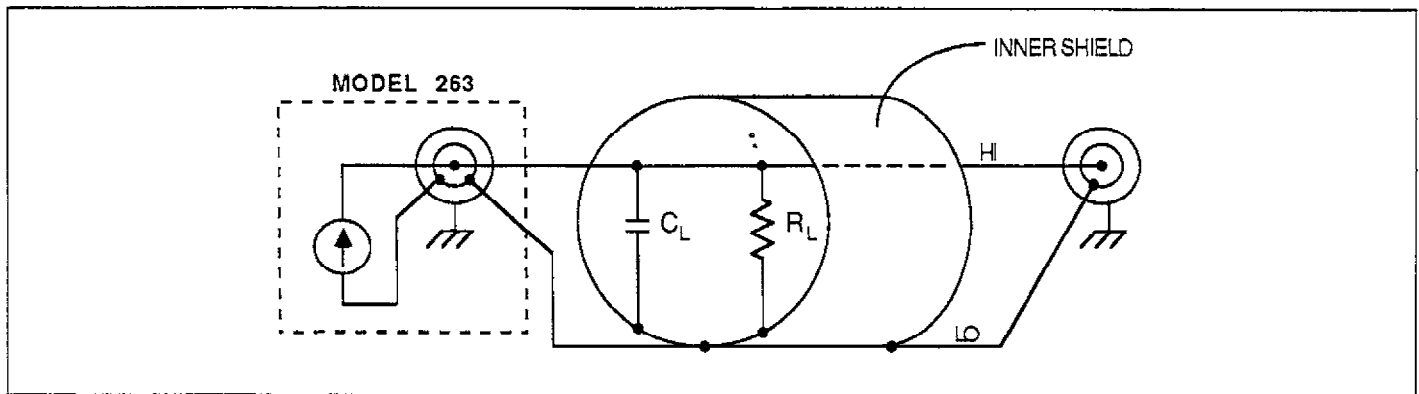 INNER SHIELD
MODEL 263
HI
C_L
R_L
LO